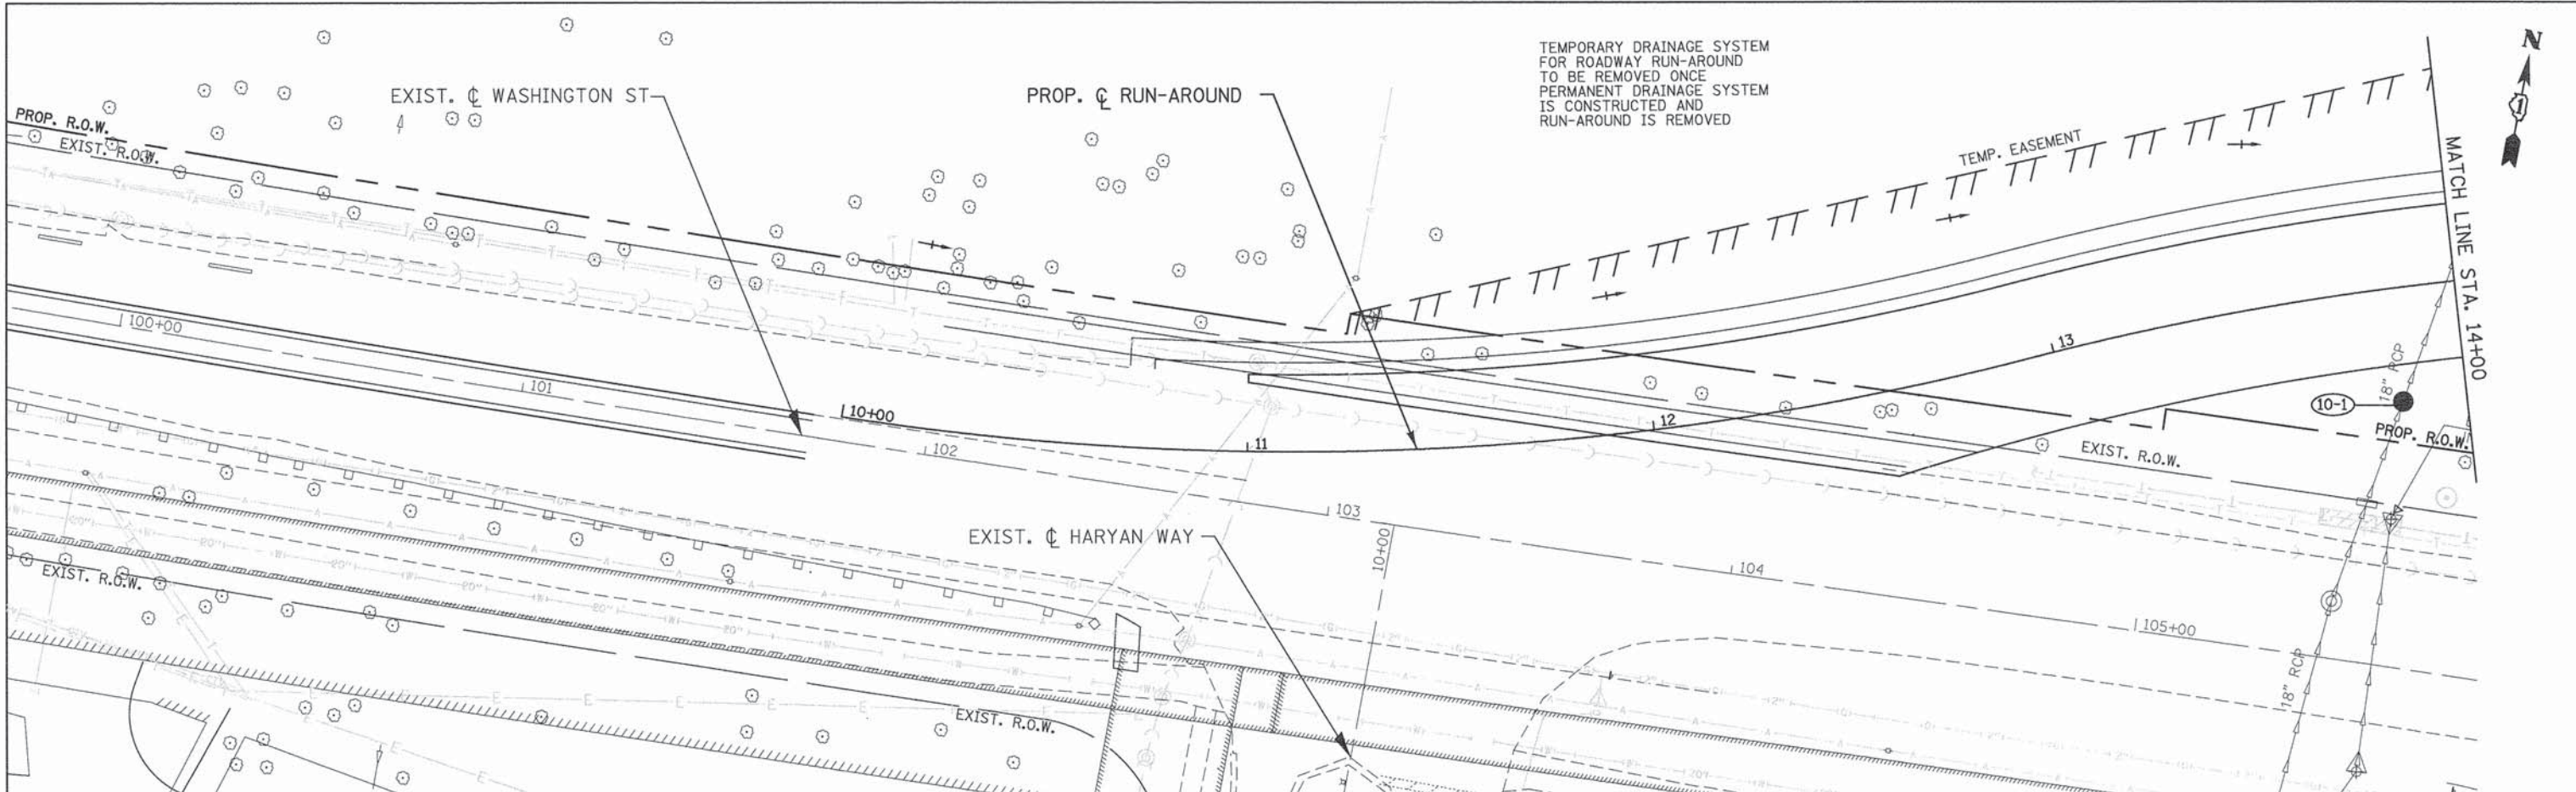 TEMPORARY DRAINAGE SYSTEM
FOR ROADWAY RUN-AROUND
TO BE REMOVED ONCE
PERMANENT DRAINAGE SYSTEM
IS CONSTRUCTED AND
RUN-AROUND IS REMOVED
N
1
EXIST. ℄ WASHINGTON ST
PROP. ℄ RUN-AROUND
PROP. R.O.W.
EXIST. R.O.W.
TEMP. EASEMENT
MATCH LINE STA. 14+00
100+00
101
102
103
104
105+00
10+00
11
12
13
18" RCP
10-1
PROP. R.O.W.
EXIST. R.O.W.
EXIST. ℄ HARYAN WAY
10+00
EXIST. R.O.W.
EXIST. R.O.W.
18" RCP